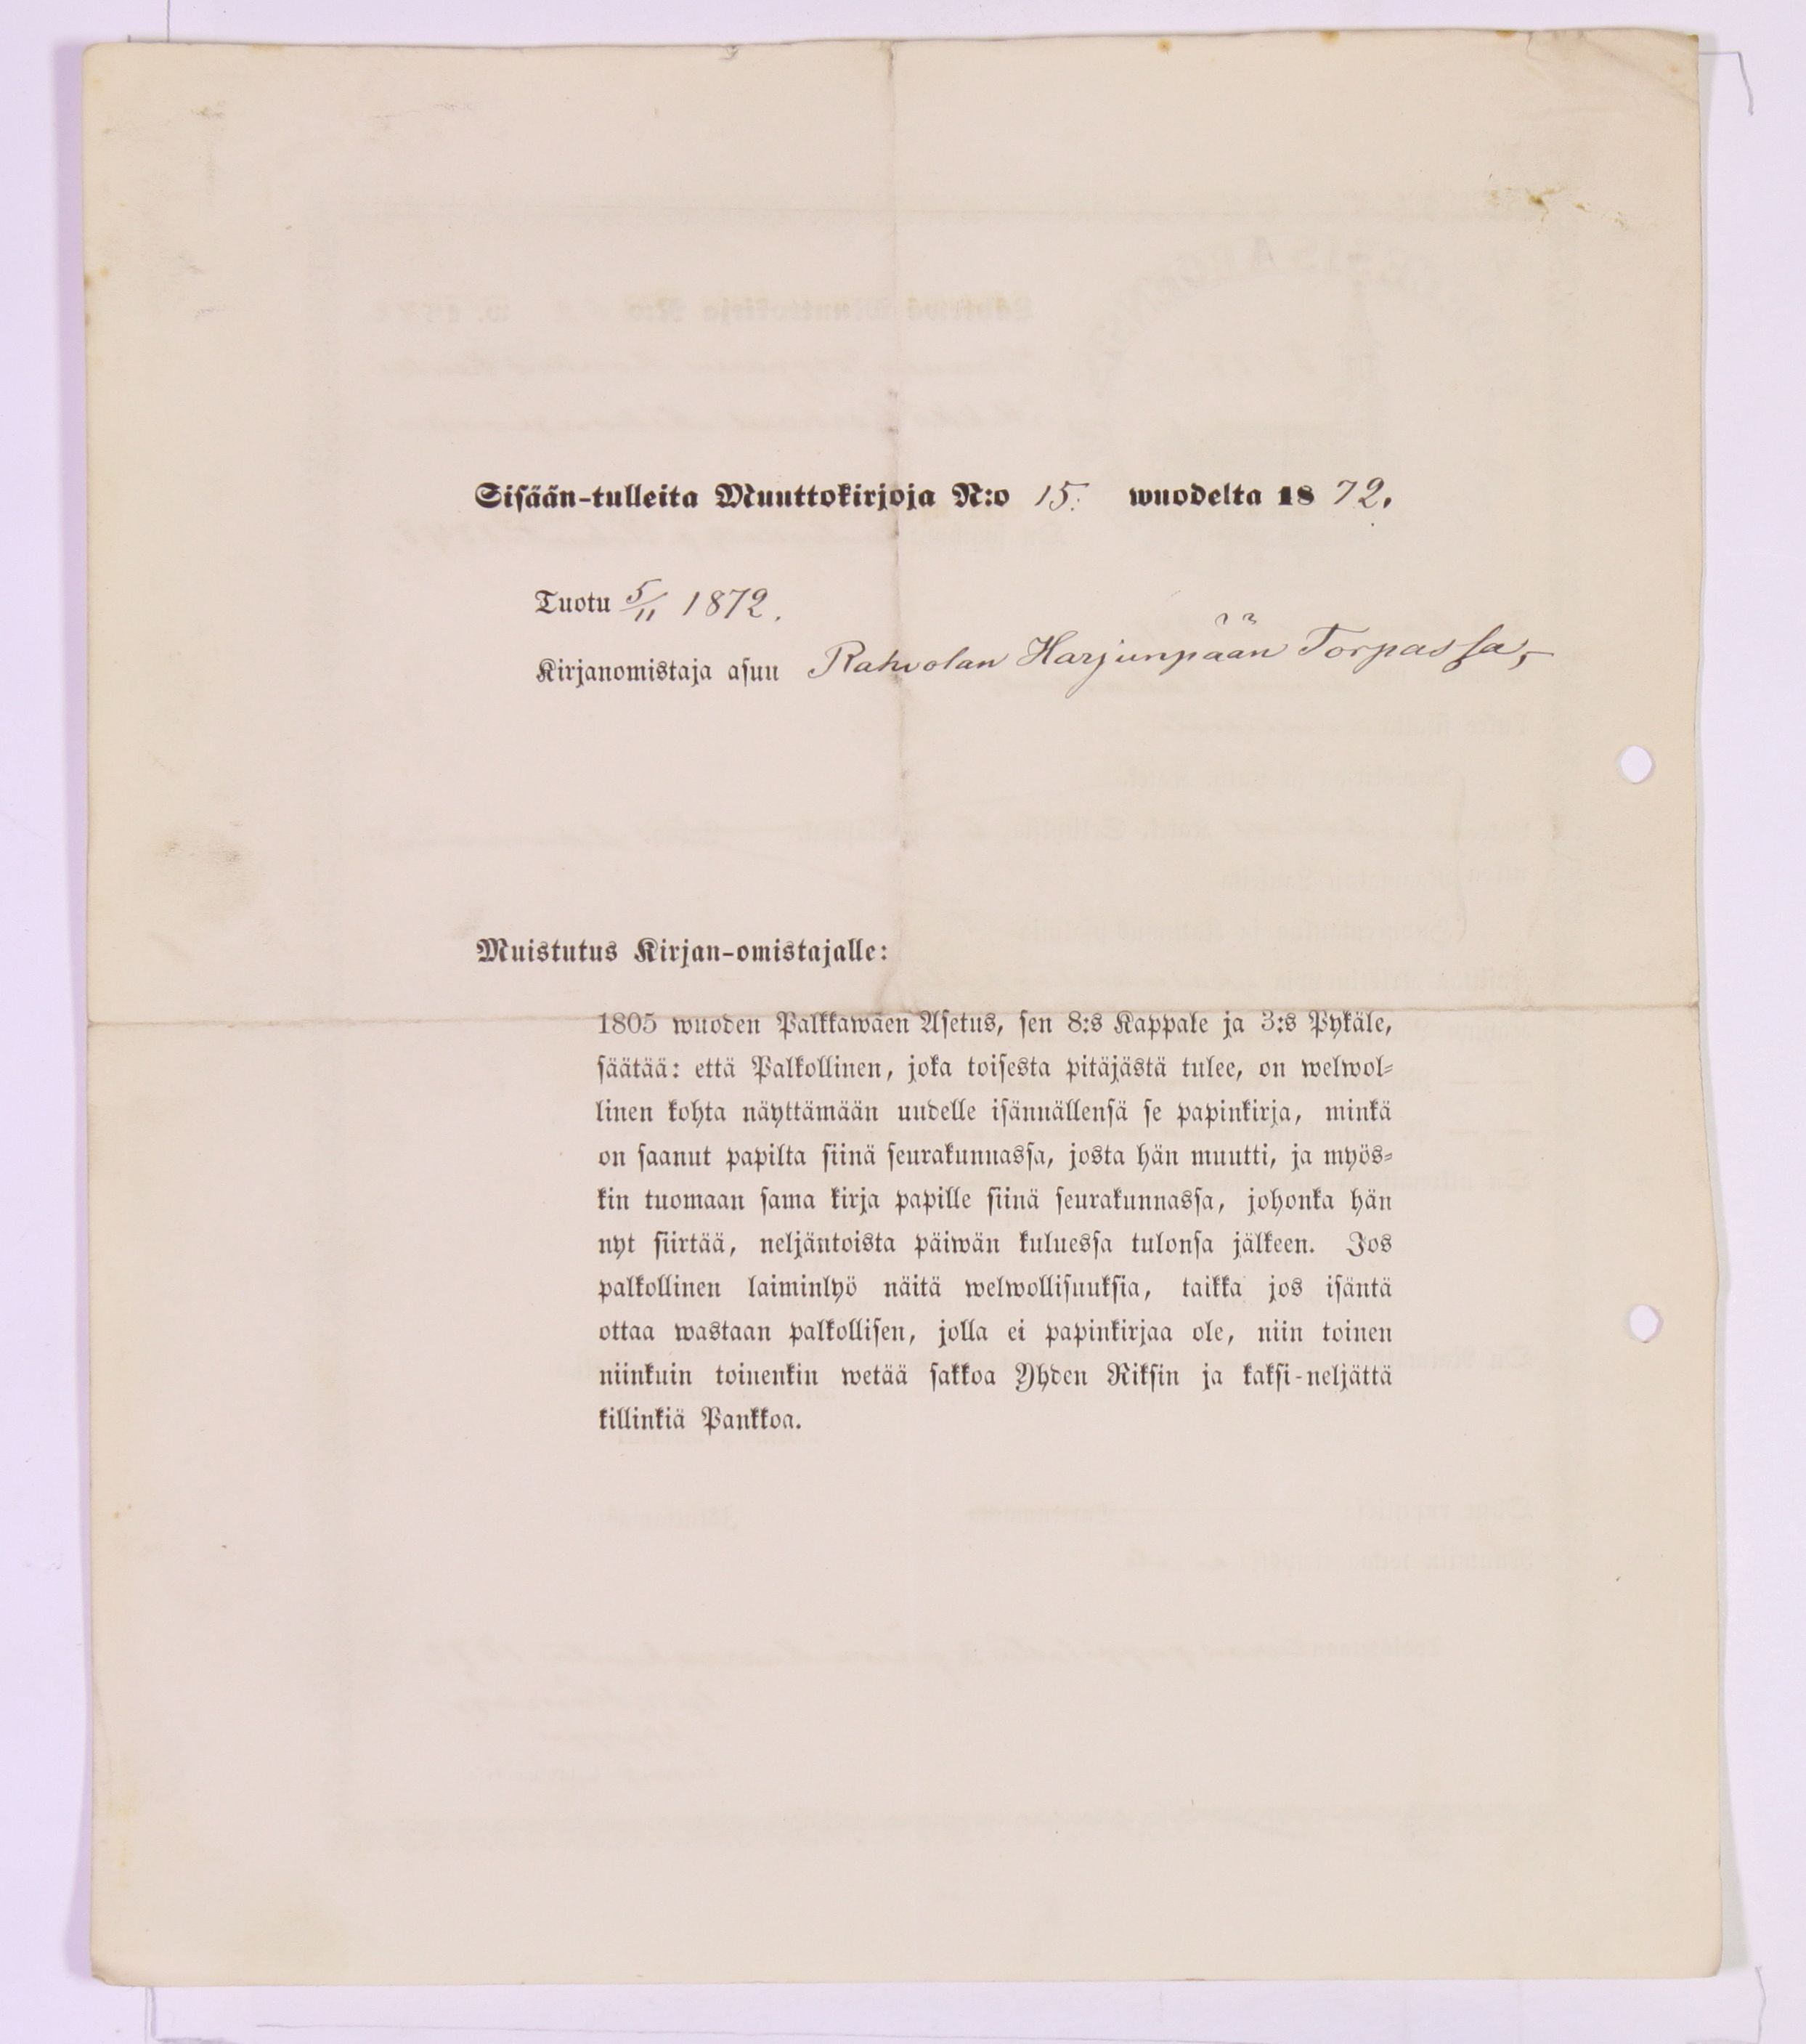 Sisään-tulleita Muuttokirjoja N:o 15. wuodelta 1872.
Tuotu 5/11 1872.
Kirjanomistaja asuu Rahvolan Harjunpään Torpassa,
Muistutus Kirjan-omistajalle:
1805 wuoden Palkkawäen Asetus, sen 8:s Kappale ja 3:s Pykäle,
säätää: että Palkollinen, joka toisesta pitäjästä tulee, on welwol-
linen kohta näyttämään uudelle isännällensä se papinkirja, minkä
on saanut papilta siinä seurakunnassa, josta hän muutti, ja myös-
kin tuomaan sama kirja papille siinä seurakunnassa, johonka hän
nyt siirtää, neljäntoista päiwän kuluessa tulonsa jälkeen. Jos
palkollinen laiminlyö näitä welwollisuuksia, taikka jos isäntä
ottaa wastaan palkollisen, jolla ei papinkirjaa ole, niin toinen
niinkuin toinenkin wetää sakkoa Yhden Riksin ja kaksi-neljättä
killinkiä Pankkoa.